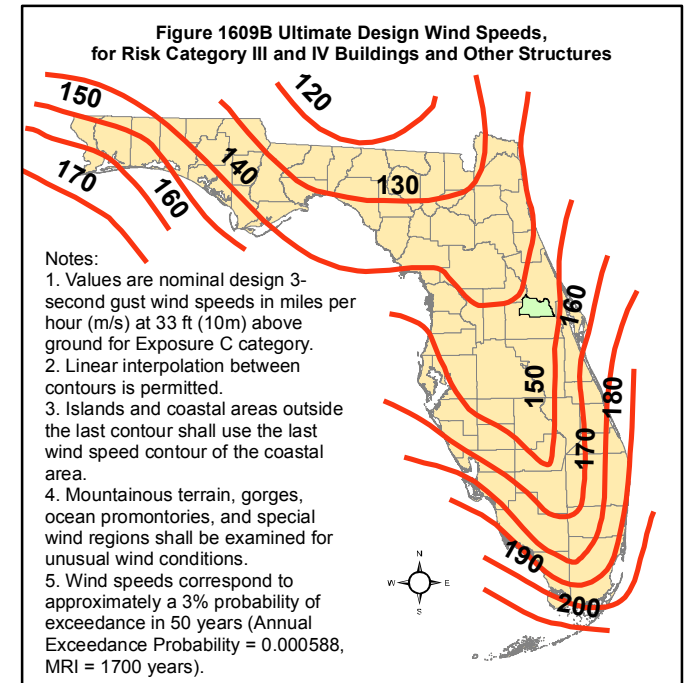 Figure 1609B Ultimate Design Wind Speeds,
for Risk Category III and IV Buildings and Other Structures
120
150
140
130
170
160
Notes:
1. Values are nominal design 3-
second gust wind speeds in miles per
hour (m/s) at 33 ft (10m) above
ground for Exposure C category.
2. Linear interpolation between
contours is permitted.
3. Islands and coastal areas outside
the last contour shall use the last
wind speed contour of the coastal
area.
4. Mountainous terrain, gorges,
ocean promontories, and special
wind regions shall be examined for
unusual wind conditions.
5. Wind speeds correspond to
approximately a 3% probability of
exceedance in 50 years (Annual
Exceedance Probability = 0.000588,
MRI = 1700 years).
160
150
180
170
190
200
N
W E
S